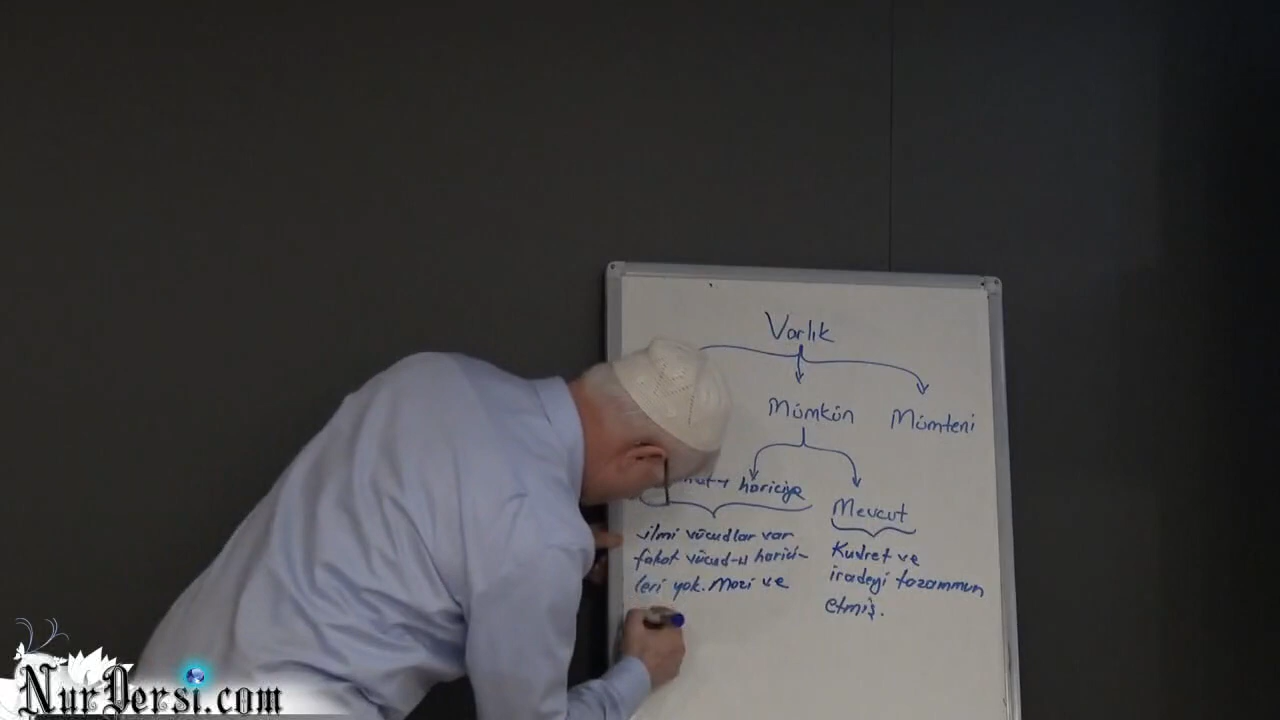 Varlık
Mümkün Mümteni
hariciye
Mevcut
ilmi vücudlar var
fakat vücud-u harici-
leri yok. Mazi ve
Kudret ve
iradeyi tazammun
etmiş.
NurDersi.com